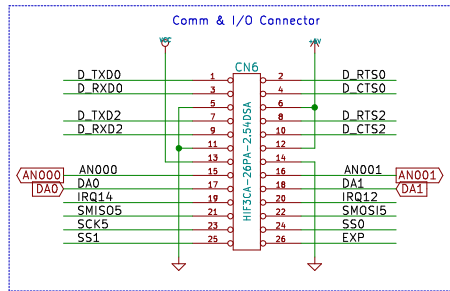 Comm & I/O Connector
VCC
+AV
CN6
D_TXD0 1 2 D_RTS0
D_RXD0 3 4 D_CTS0
5 6
D_TXD2 7 8 D_RTS2
D_RXD2 9 10 D_CTS2
11 12
13 14
AN000 AN000 15 16 AN001 AN001
DA0 DA0 17 18 DA1 DA1
IRQ14 19 20 IRQ12
SMISO5 21 22 SMOSI5
SCK5 23 24 SS0
SS1 25 26 EXP
HIF3CA-26PA-2.54DSA